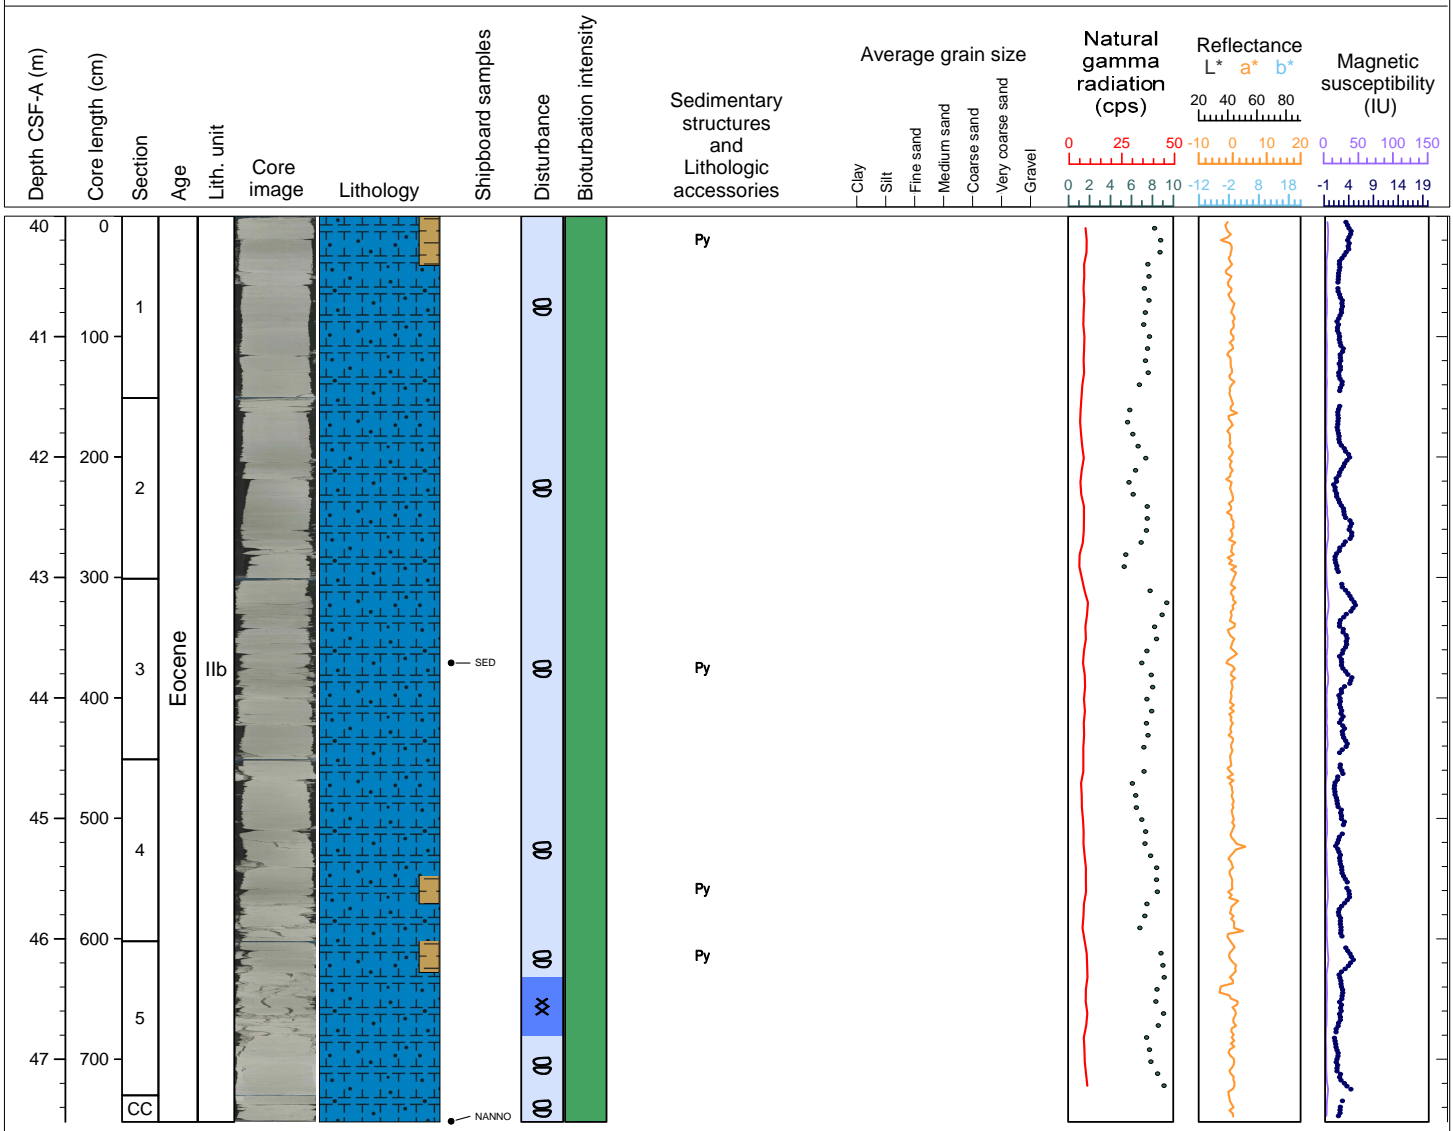 Depth CSF-A (m)
Core length (cm)
Section
Age
Lith. unit
Core
image
Lithology
Shipboard samples
Disturbance
Bioturbation intensity
Sedimentary
structures
and
Lithologic
accessories
Average grain size
Clay
Silt
Fine sand
Medium sand
Coarse sand
Very coarse sand
Gravel
Natural
gamma
radiation
(cps)
0 25 50
0 2 4 6 8 10
Reflectance
L* a* b*
20 40 60 80
-10 0 10 20
-12 -2 8 18
Magnetic
susceptibility
(IU)
0 50 100 150
-1 4 9 14 19
40 0
41 100
42 200
43 300
44 400
45 500
46 600
47 700
1
2
3
4
5
CC
Eocene
IIb
SED
NANNO
xx
Py
Py
Py
Py